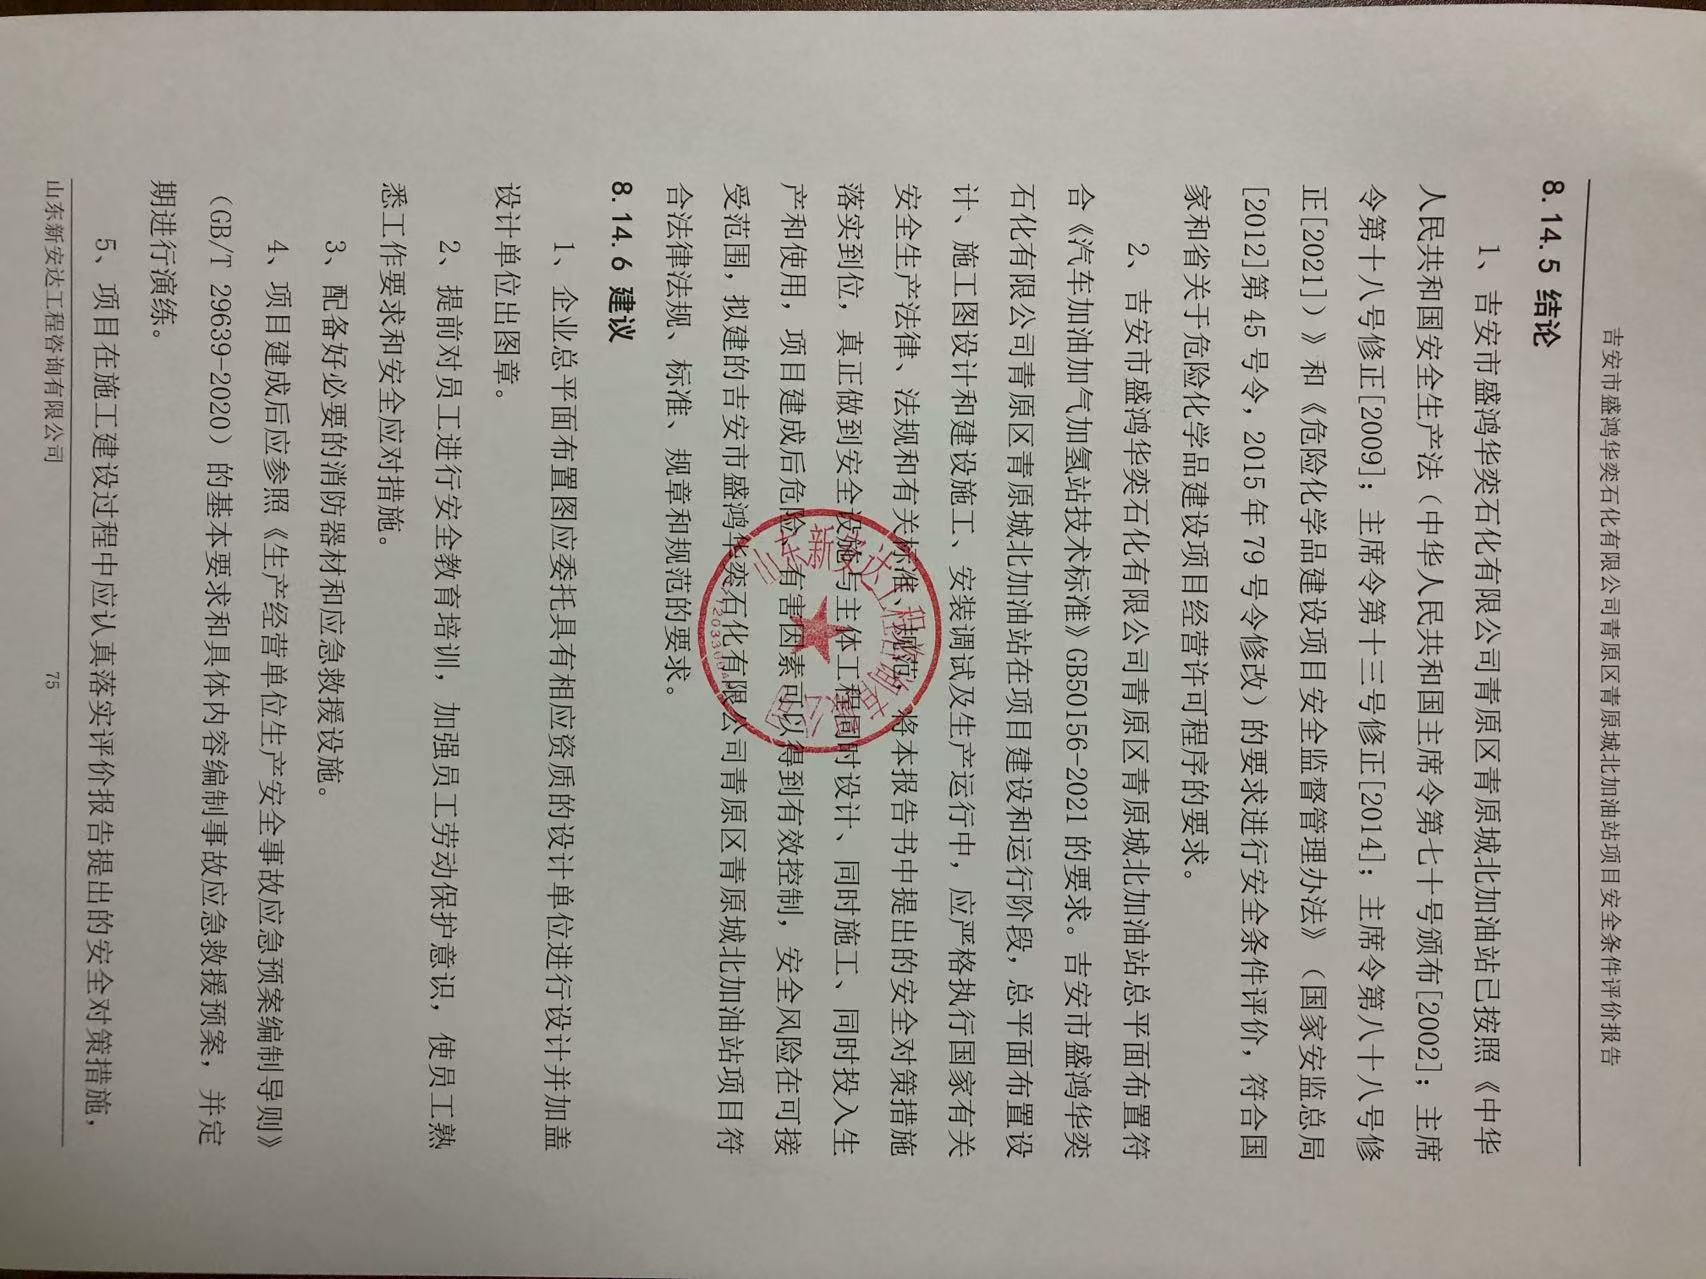 吉安市盛鸿华奕石化有限公司青原区青原城北加油站项目安全条件评价报告
8.14.5 结论
1、吉安市盛鸿华奕石化有限公司青原区青原城北加油站已按照《中华
人民共和国安全生产法（中华人民共和国主席令第七十号颁布[2002]；主席
令第十八号修正[2009]；主席令第十三号修正[2014]；主席令第八十八号修
正[2021]）》和《危险化学品建设项目安全监督管理办法》（国家安监总局
[2012]第 45 号令，2015 年 79 号令修改）的要求进行安全条件评价，符合国
家和省关于危险化学品建设项目经营许可程序的要求。
2、吉安市盛鸿华奕石化有限公司青原区青原城北加油站总平面布置符
合《汽车加油加气加氢站技术标准》GB50156-2021 的要求。吉安市盛鸿华奕
石化有限公司青原区青原城北加油站在项目建设和运行阶段，总平面布置设
计、施工图设计和建设施工、安装调试及生产运行中，应严格执行国家有关
安全生产法律、法规和有关标准、规范，将本报告书中提出的安全对策措施
落实到位，真正做到安全设施与主体工程同时设计、同时施工、同时投入生
产和使用，项目建成后危险、有害因素可以得到有效控制，安全风险在可接
受范围，拟建的吉安市盛鸿华奕石化有限公司青原区青原城北加油站项目符
合法律法规、标准、规章和规范的要求。
8.14.6 建议
1、企业总平面布置图应委托具有相应资质的设计单位进行设计并加盖
设计单位出图章。
2、提前对员工进行安全教育培训，加强员工劳动保护意识，使员工熟
悉工作要求和安全应对措施。
3、配备好必要的消防器材和应急救援设施。
4、项目建成后应参照《生产经营单位生产安全事故应急预案编制导则》
（GB/T 29639-2020）的基本要求和具体内容编制事故应急救援预案，并定
期进行演练。
5、项目在施工建设过程中应认真落实评价报告提出的安全对策措施，
山东新安达工程咨询有限公司 75